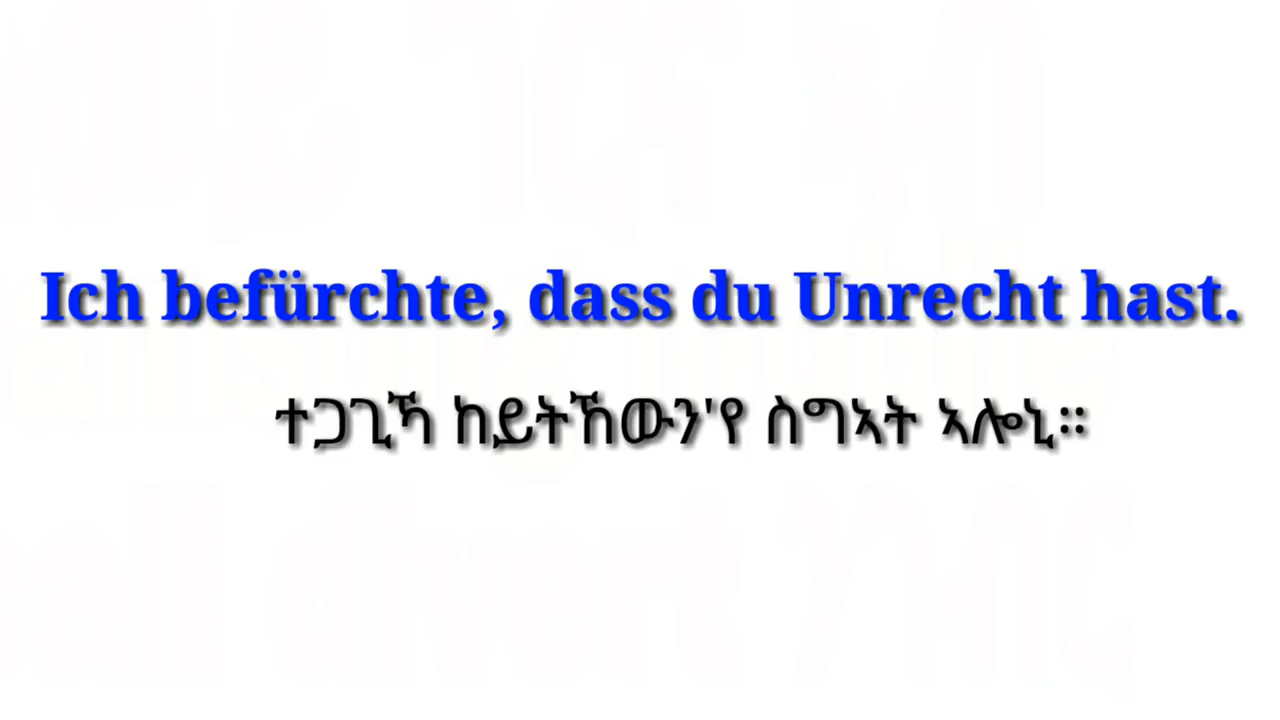 Ich befürchte, dass du Unrecht hast.
ተጋጊኻ ከይትኸውን'የ ስግኣት ኣሎኒ።